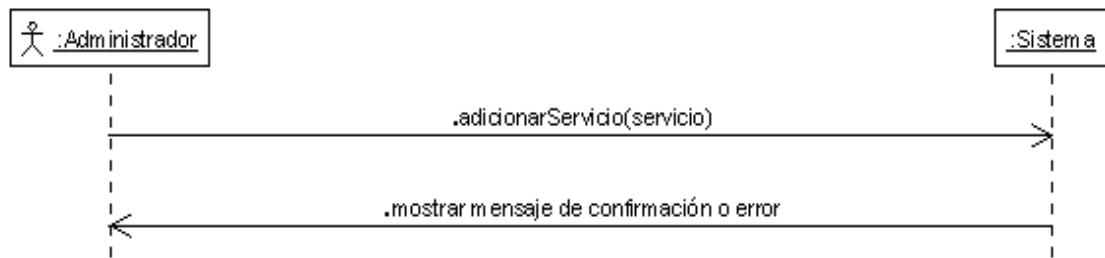 :Administrador
:Sistema
.adicionarServicio(servicio)
.mostrar mensaje de confirmación o error